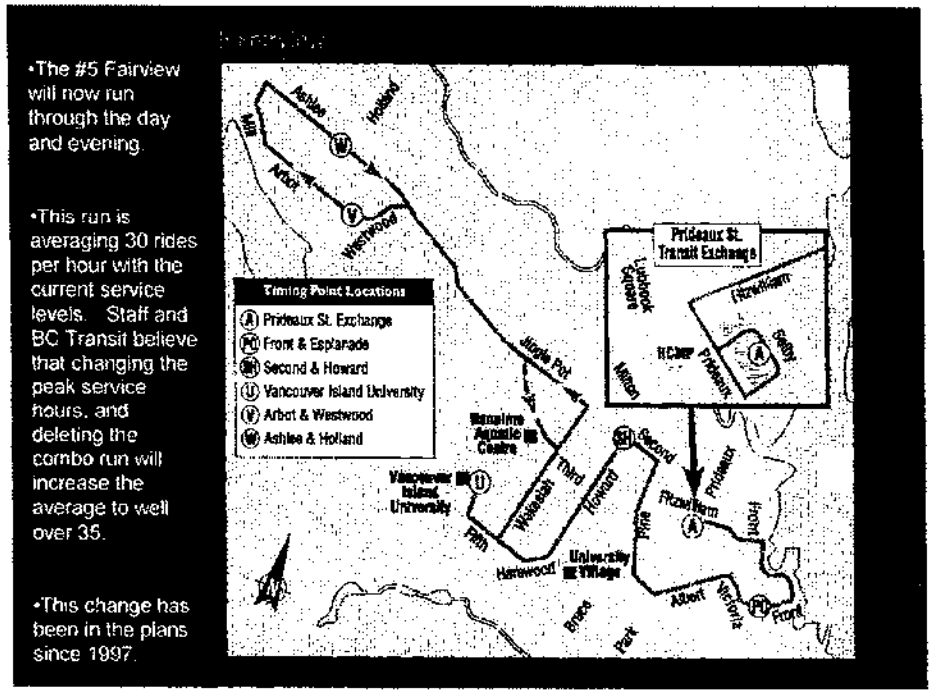 •The #5 Fairview
will now run
through the day
and evening.
•This run is
averaging 30 rides
per hour with the
current service
levels. Staff and
BC Transit believe
that changing the
peak service
hours, and
deleting the
combo run will
increase the
average to well
over 35.
•This change has
been in the plans
since 1997.
Ashlee
Holland
Mill
W
Arbot
V
Westwood
Prideaux St.
Transit Exchange
Lubbock
Square
Fitzwilliam
Selby
RCMP
Prideaux
A
Milton
Timing Point Locations
A Prideaux St. Exchange
FO Front & Esplanade
SH Second & Howard
U Vancouver Island University
V Arbot & Westwood
W Ashlee & Holland
Jingle Pot
Nanaimo
Aquatic
Centre
SH
Second
Third
Vancouver
Island
University
U
Wakesiah
Howard
Pine
Fitzwilliam
Prideaux
Front
A
Fifth
Harewood
University
Village
Albert
Victoria
Front
Bruce
Park
N